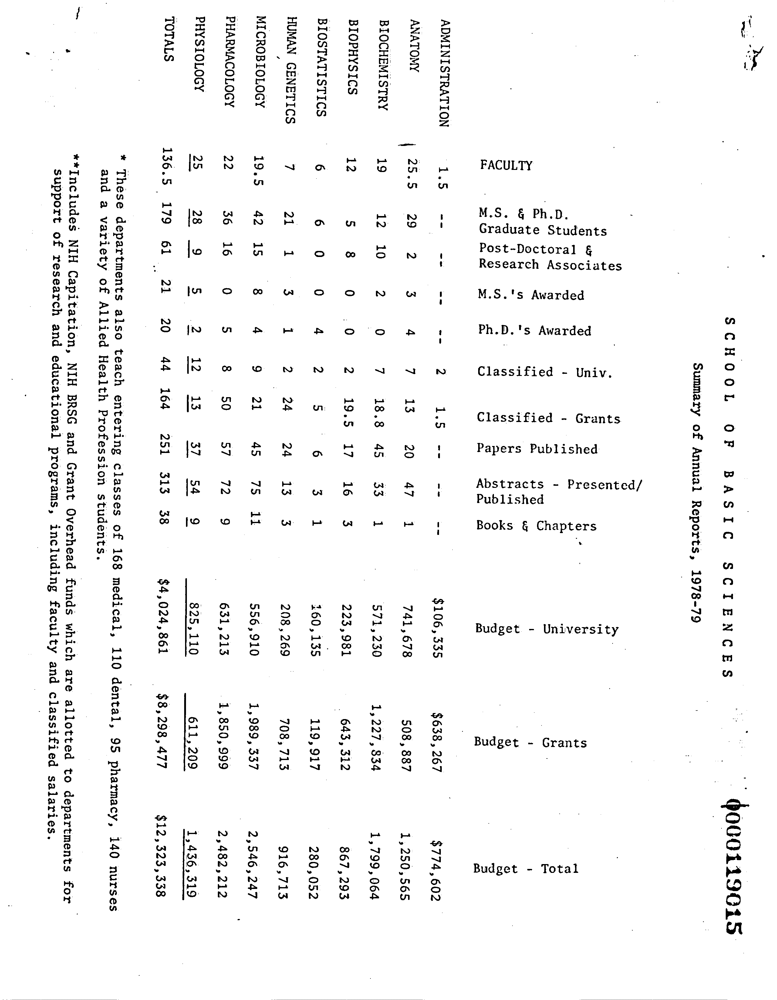 0000119015
SCHOOL OF BASIC SCIENCES
Summary of Annual Reports, 1978-79
FACULTY
M.S. & Ph.D.
Graduate Students
Post-Doctoral &
Research Associates
M.S.'s Awarded
Ph.D.'s Awarded
Classified - Univ.
Classified - Grants
Papers Published
Abstracts - Presented/
Published
Books & Chapters
Budget - University
Budget - Grants
Budget - Total
ADMINISTRATION 1.5 -- -- -- -- 2 1.5 -- -- -- $106,335 $638,267 $774,602
ANATOMY 25.5 29 2 3 4 7 13 20 47 1 741,678 508,887 1,250,565
BIOCHEMISTRY 19 12 10 2 0 7 18.8 45 33 1 571,230 1,227,834 1,799,064
BIOPHYSICS 12 5 8 0 0 2 19.5 17 16 3 223,981 643,312 867,293
BIOSTATISTICS 6 6 0 0 4 2 5 6 3 1 160,135 119,917 280,052
HUMAN GENETICS 7 21 1 3 1 2 24 24 13 3 208,269 708,713 916,713
MICROBIOLOGY 19.5 42 15 8 4 9 21 45 75 11 556,910 1,989,337 2,546,247
PHARMACOLOGY 22 36 16 0 5 8 50 57 72 9 631,213 1,850,999 2,482,212
PHYSIOLOGY 25 28 9 5 2 12 13 37 54 9 825,110 611,209 1,436,319
TOTALS 136.5 179 61 21 20 44 164 251 313 38 $4,024,861 $8,298,477 $12,323,338
* These departments also teach entering classes of 168 medical, 110 dental, 95 pharmacy, 140 nurses
and a variety of Allied Health Profession students.
**Includes NIH Capitation, NIH BRSG and Grant Overhead funds which are allotted to departments for
support of research and educational programs, including faculty and classified salaries.